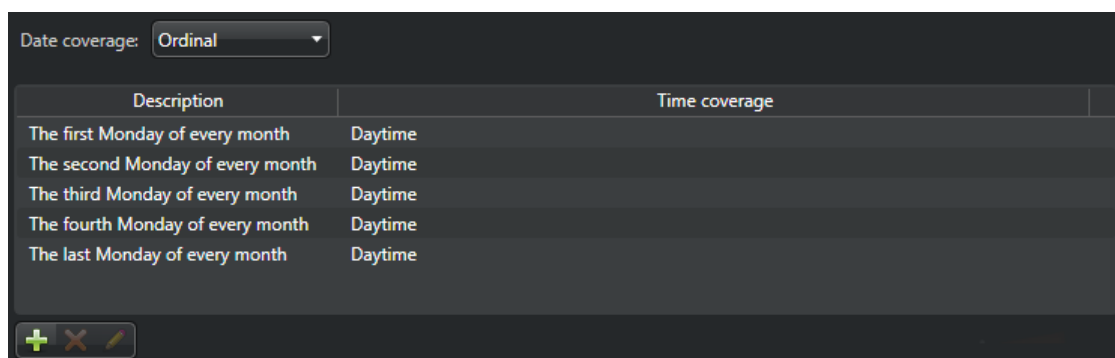 Date coverage: Ordinal
Description Time coverage
The first Monday of every month Daytime
The second Monday of every month Daytime
The third Monday of every month Daytime
The fourth Monday of every month Daytime
The last Monday of every month Daytime